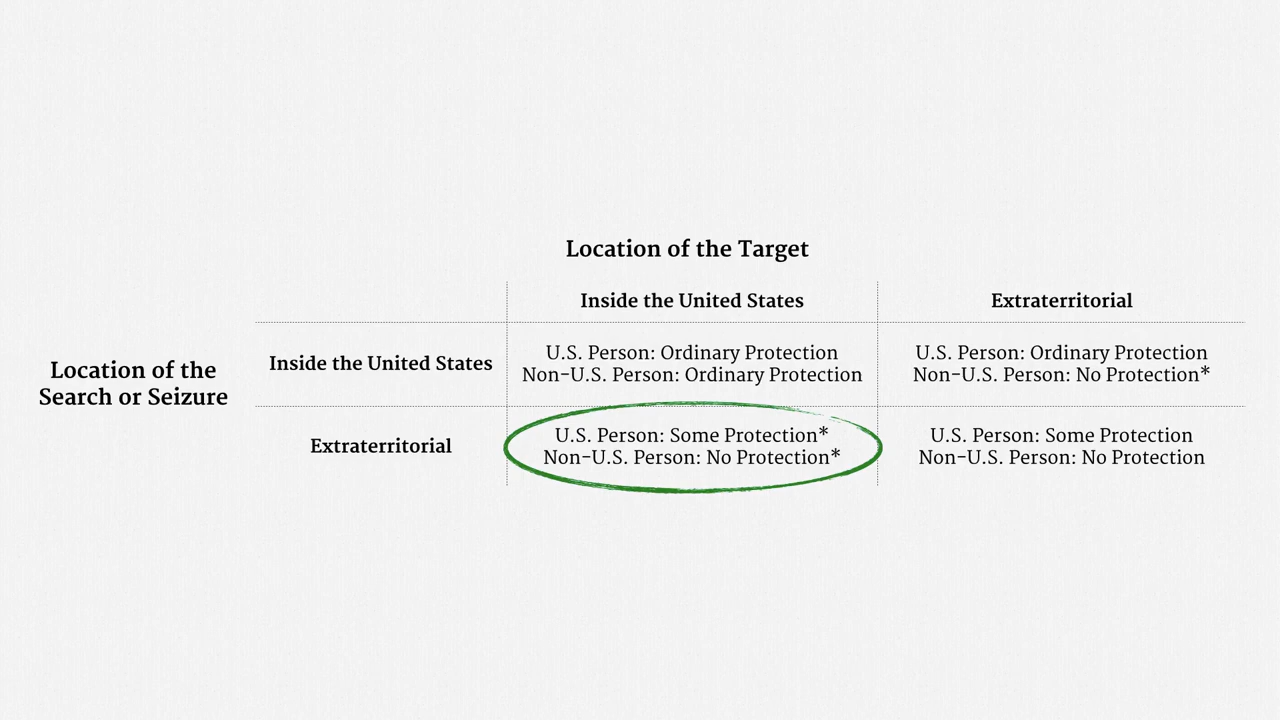 Location of the Target
Inside the United States
Extraterritorial
Location of the
Search or Seizure
Inside the United States
U.S. Person: Ordinary Protection
Non-U.S. Person: Ordinary Protection
U.S. Person: Ordinary Protection
Non-U.S. Person: No Protection*
Extraterritorial
U.S. Person: Some Protection*
Non-U.S. Person: No Protection*
U.S. Person: Some Protection
Non-U.S. Person: No Protection